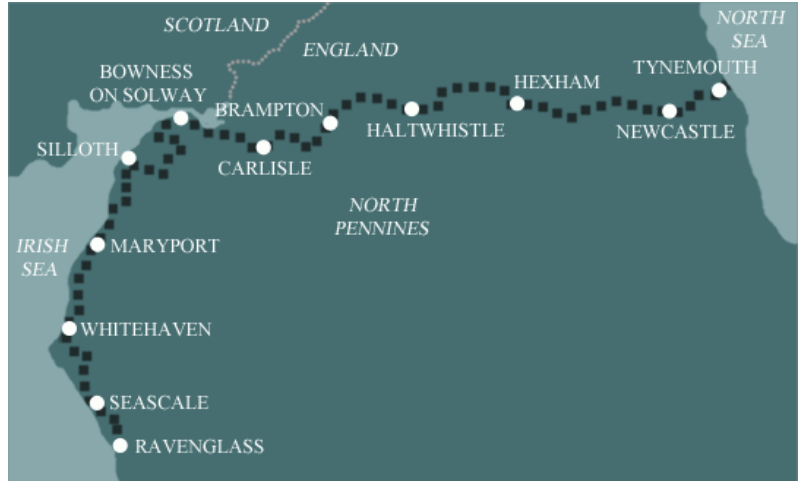 SCOTLAND
NORTH
SEA
ENGLAND
TYNEMOUTH
BOWNESS
ON SOLWAY
HEXHAM
BRAMPTON
HALTWHISTLE
NEWCASTLE
SILLOTH
CARLISLE
NORTH
PENNINES
IRISH
SEA
MARYPORT
WHITEHAVEN
SEASCALE
RAVENGLASS